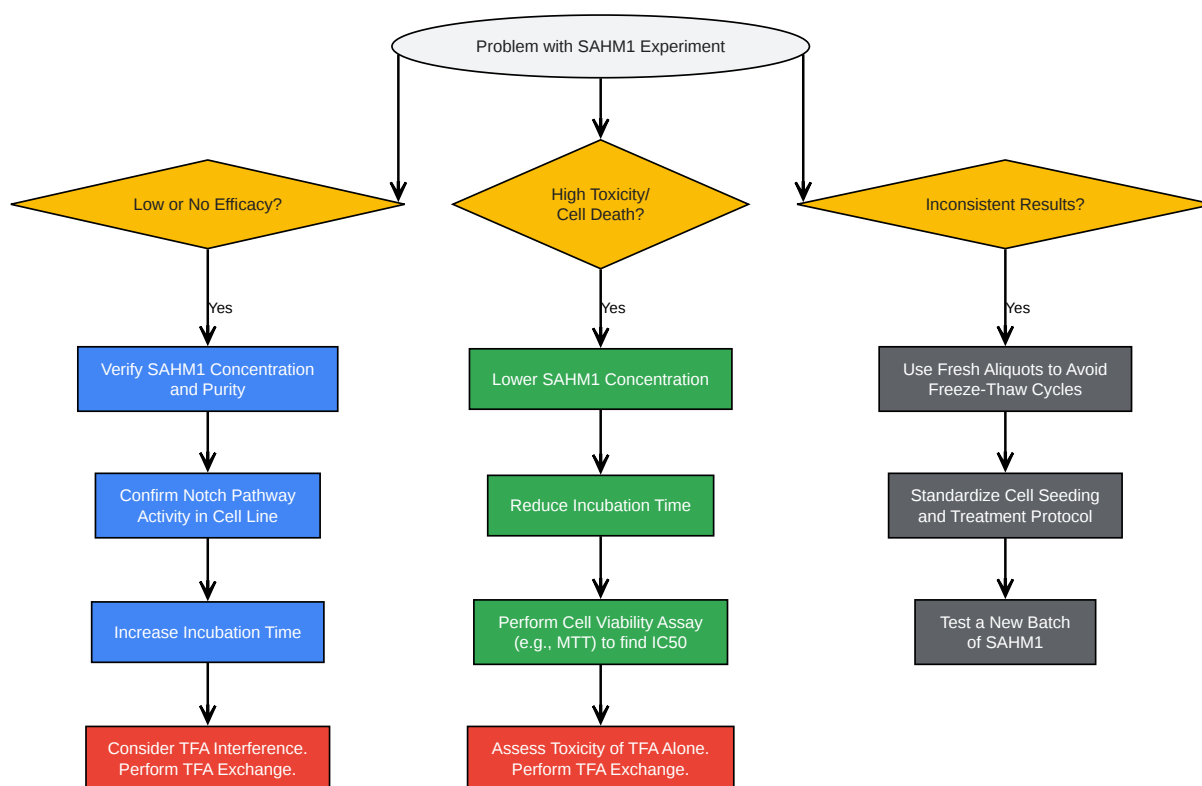 Problem with SAHM1 Experiment
Low or No Efficacy?
High Toxicity/
Cell Death?
Inconsistent Results?
Yes
Yes
Yes
Verify SAHM1 Concentration
and Purity
Lower SAHM1 Concentration
Use Fresh Aliquots to Avoid
Freeze-Thaw Cycles
Confirm Notch Pathway
Activity in Cell Line
Reduce Incubation Time
Standardize Cell Seeding
and Treatment Protocol
Increase Incubation Time
Perform Cell Viability Assay
(e.g., MTT) to find IC50
Test a New Batch
of SAHM1
Consider TFA Interference.
Perform TFA Exchange.
Assess Toxicity of TFA Alone.
Perform TFA Exchange.